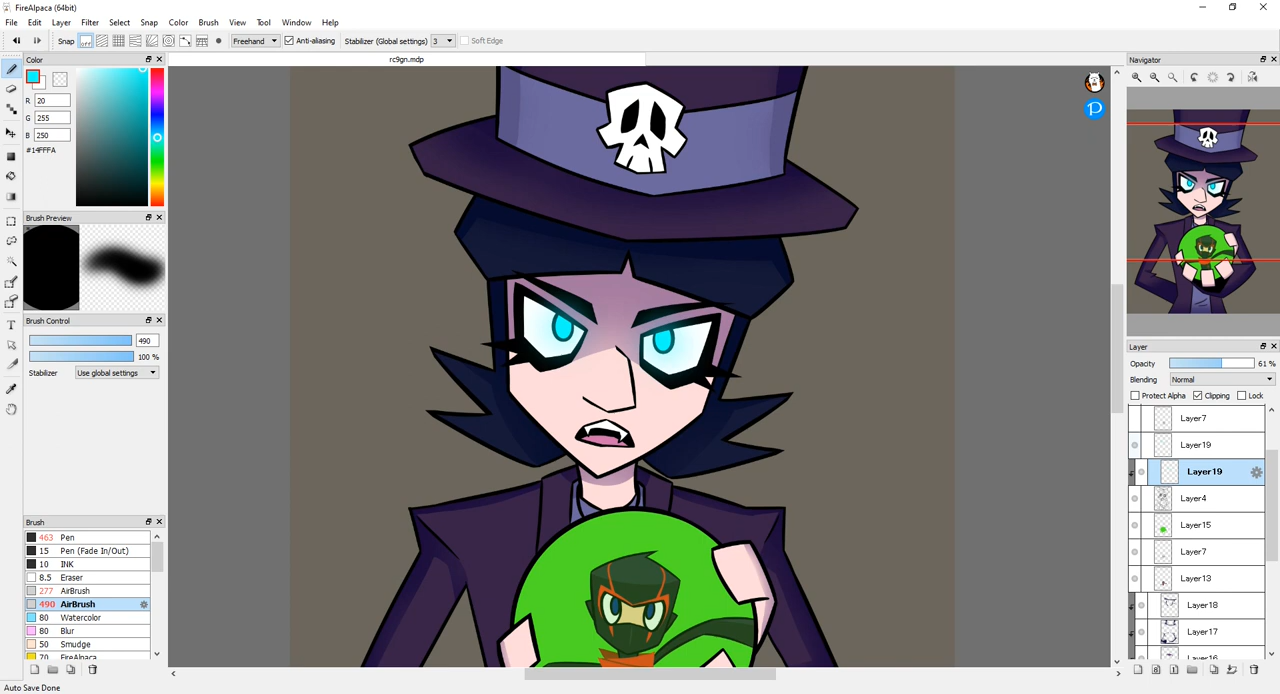 FireAlpaca (64bit)
File Edit Layer Filter Select Snap Color Brush View Tool Window Help
Snap OFF Freehand Anti-aliasing Stabilizer (Global settings) 3 Soft Edge
Color
rc9gn.mdp
Navigator
R 20
G 255
B 250
#14FFFA
P
Brush Preview
Brush Control
490
100 %
Stabilizer Use global settings
Layer
Opacity 61 %
Blending Normal
Protect Alpha Clipping Lock
Layer7
Layer19
Layer19
Layer4
Layer15
Layer7
Layer13
Layer18
Layer17
Layer16
Brush
463 Pen
15 Pen (Fade In/Out)
10 INK
8.5 Eraser
277 AirBrush
490 AirBrush
80 Watercolor
80 Blur
50 Smudge
70 FireAlpaca
Auto Save Done